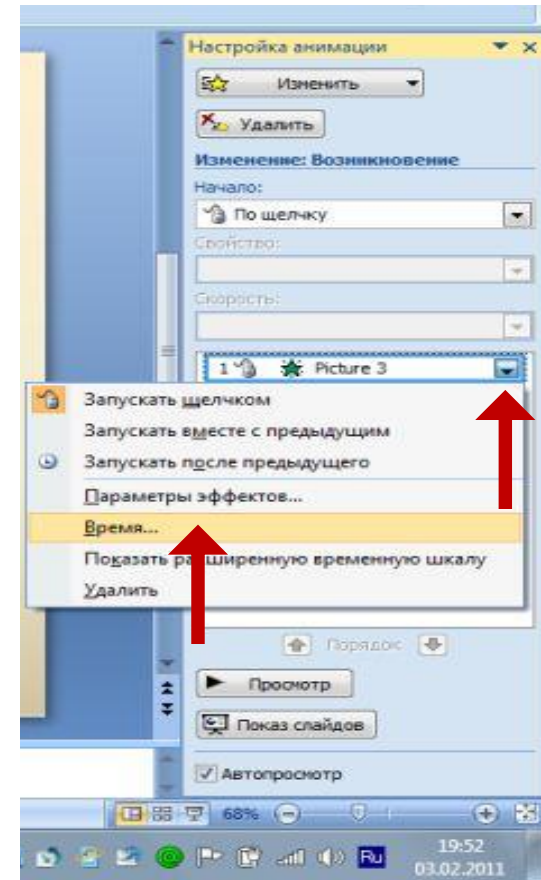 Настройка анимации
Изменить
Удалить
Изменение: Возникновение
Начало:
По щелчку
Свойство:
Скорость:
1 Picture 3
Запускать щелчком
Запускать вместе с предыдущим
Запускать после предыдущего
Параметры эффектов...
Время...
Показать расширенную временную шкалу
Удалить
Порядок
Просмотр
Показ слайдов
Автопросмотр
68%
Ru
19:52
03.02.2011